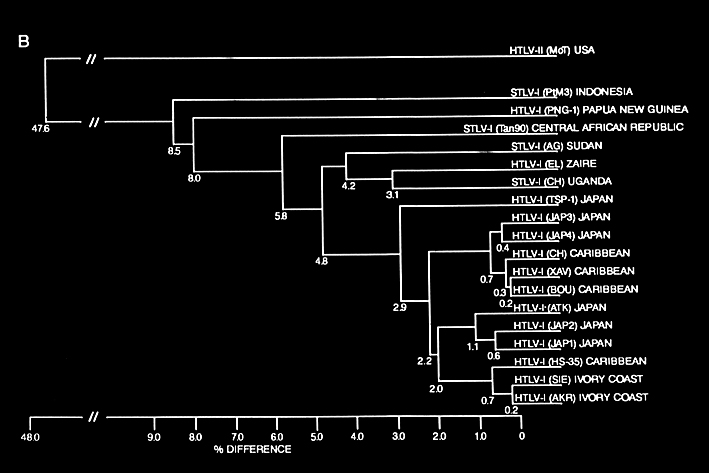 B
HTLV-II (MoT) USA
STLV-I (PtM3) INDONESIA
47.6
HTLV-I (PNG-1) PAPUA NEW GUINEA
STLV-I (Tan90) CENTRAL AFRICAN REPUBLIC
8.5
STLV-I (AG) SUDAN
HTLV-I (EL) ZAIRE
8.0
STLV-I (CH) UGANDA
4.2
3.1
HTLV-I (TSP-1) JAPAN
5.8
HTLV-I (JAP3) JAPAN
HTLV-I (JAP4) JAPAN
0.4
HTLV-I (CH) CARIBBEAN
4.8
HTLV-I (XAV) CARIBBEAN
0.7
HTLV-I (BOU) CARIBBEAN
0.3
0.2
2.9
HTLV-I (ATK) JAPAN
HTLV-I (JAP2) JAPAN
HTLV-I (JAP1) JAPAN
1.1
0.6
2.2
HTLV-I (HS-35) CARIBBEAN
HTLV-I (SIE) IVORY COAST
2.0
HTLV-I (AKR) IVORY COAST
0.7
0.2
48.0 9.0 8.0 7.0 6.0 5.0 4.0 3.0 2.0 1.0 0
% DIFFERENCE